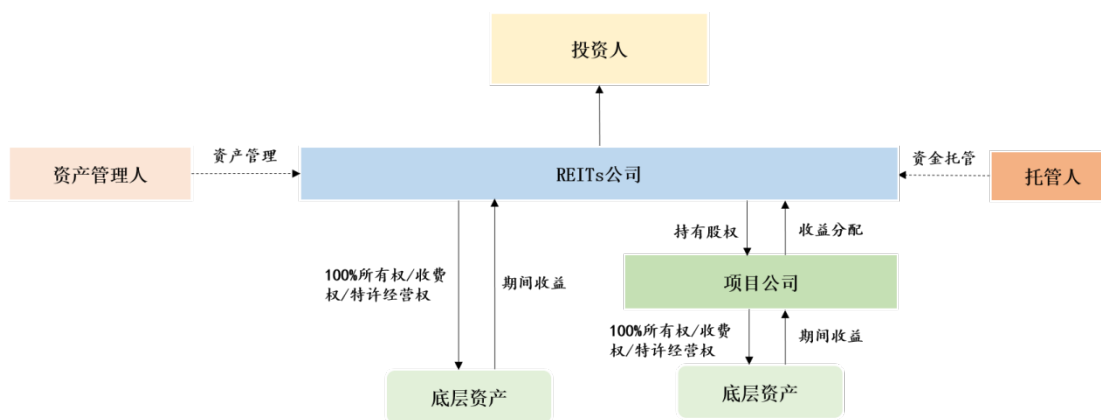 投资人
资产管理人
资产管理
REITs公司
资金托管
托管人
持有股权
收益分配
100%所有权/收费
权/特许经营权
期间收益
项目公司
100%所有权/收费
权/特许经营权
期间收益
底层资产
底层资产